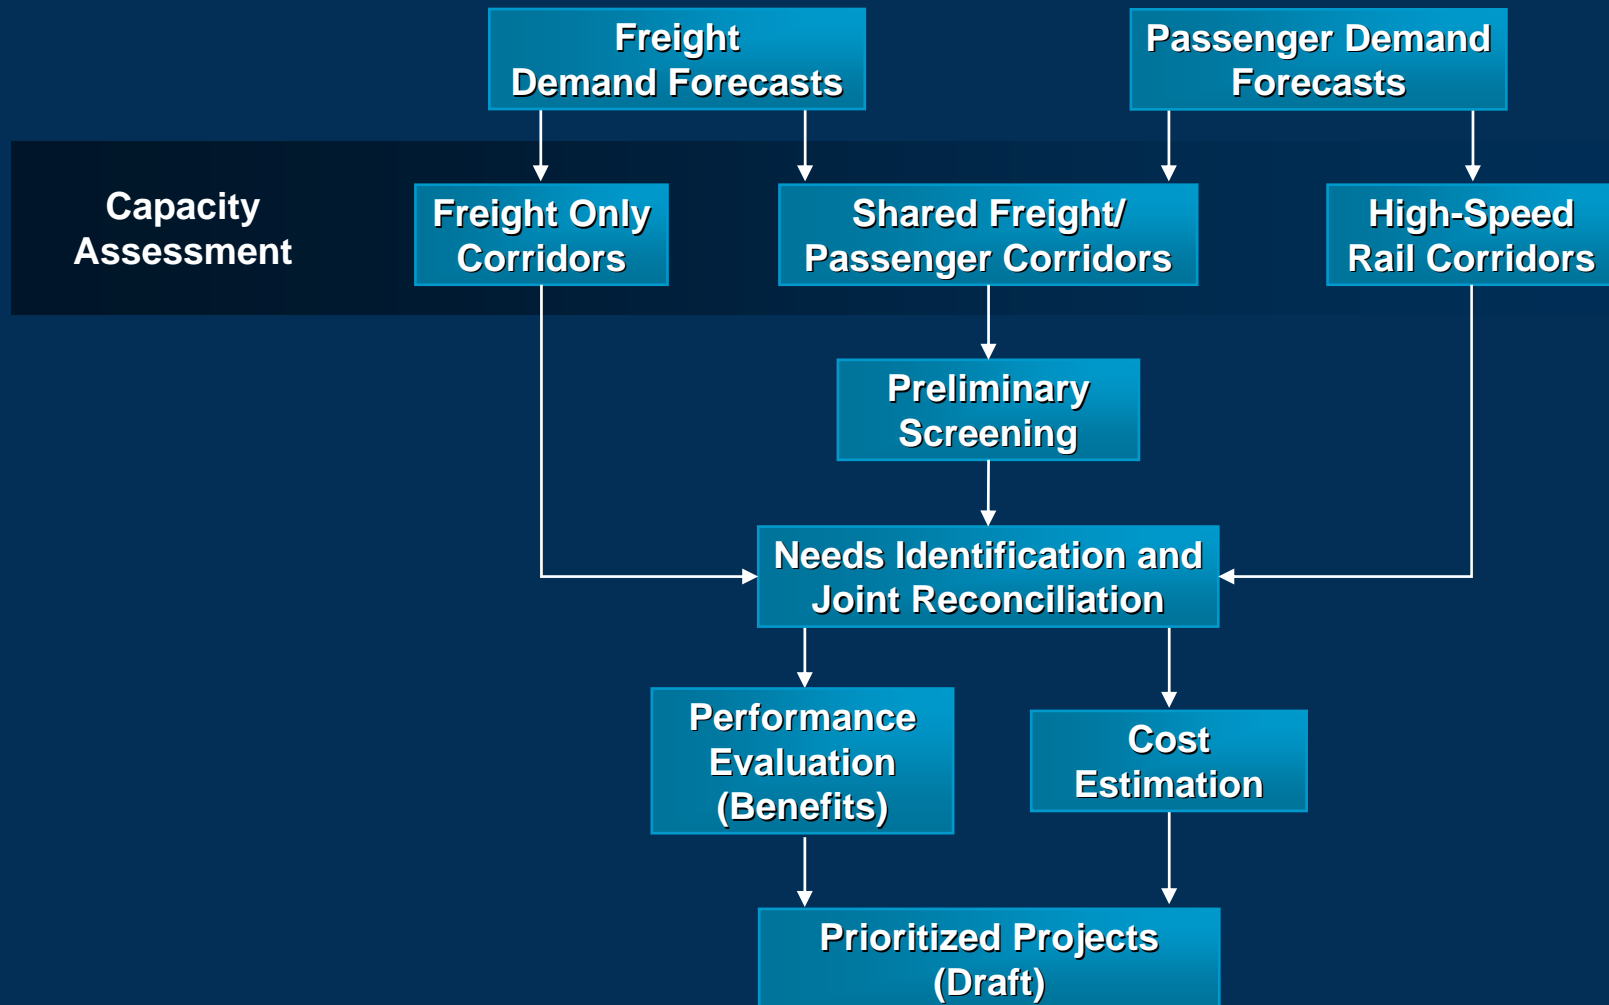 Freight
Demand Forecasts
Passenger Demand
Forecasts
Capacity
Assessment
Freight Only
Corridors
Shared Freight/
Passenger Corridors
High-Speed
Rail Corridors
Preliminary
Screening
Needs Identification and
Joint Reconciliation
Performance
Evaluation
(Benefits)
Cost
Estimation
Prioritized Projects
(Draft)